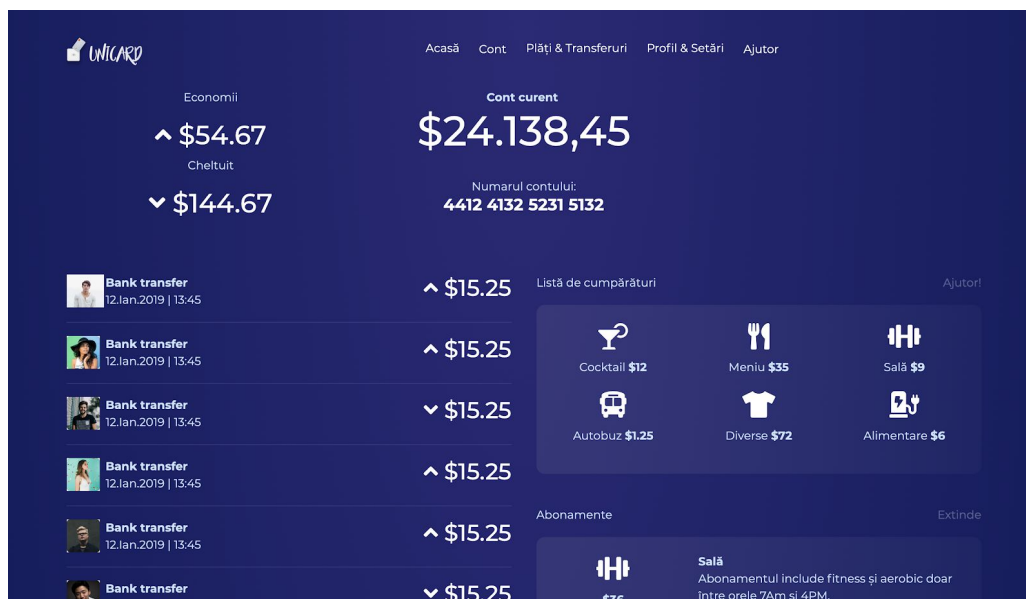 UNICARD
Acasă Cont Plăți & Transferuri Profil & Setări Ajutor
Economii
$54.67
Cheltuit
$144.67
Cont curent
$24.138,45
Numarul contului:
4412 4132 5231 5132
Bank transfer
12.Ian.2019 | 13:45
$15.25
Bank transfer
12.Ian.2019 | 13:45
$15.25
Bank transfer
12.Ian.2019 | 13:45
$15.25
Bank transfer
12.Ian.2019 | 13:45
$15.25
Bank transfer
12.Ian.2019 | 13:45
$15.25
Bank transfer
$15.25
Listă de cumpărături Ajutor!
Cocktail $12 Meniu $35 Sală $9
Autobuz $1.25 Diverse $72 Alimentare $6
Abonamente Extinde
Sală
Abonamentul include fitness și aerobic doar
între orele 7Am și 4PM.
$36